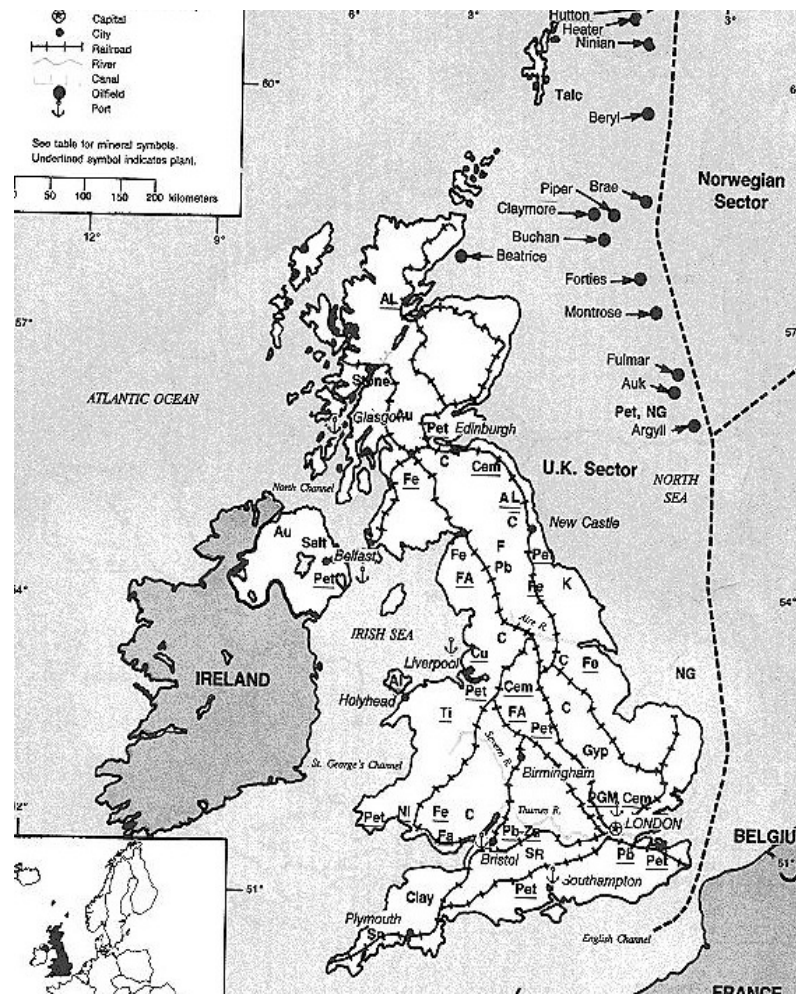 6°
3°
Capital
City
Railroad
River
Canal
Oilfield
Port
See table for mineral symbols.
Underlined symbol indicates plant.
50 100 150 200 kilometers
12°
9°
60°
Hutton
Heater
Ninian
Talc
Beryl
Norwegian
Sector
Piper
Brae
Claymore
Buchan
Beatrice
Forties
Montrose
57°
57
AL
Fulmar
Auk
Pet, NG
Argyll
ATLANTIC OCEAN
Stone
Glasgow
Au
Pet
Edinburgh
C
Cem
U.K. Sector
NORTH
SEA
North Channel
Fe
AL
C
New Castle
Au
Salt
Belfast
Pet
Fe
FA
F
Pb
Fe
K
54°
Aire R.
IRISH SEA
C
Cu
Liverpool
C
Fe
IRELAND
Al
Holyhead
Pet
Cem
NG
Ti
FA
C
Pet
Severn R.
Gyp
St. George's Channel
Birmingham
Pet
NI
Fe
C
Thames R.
PGM
Cem
LONDON
Fa
Bristol
SR
Pb
Pet
BELGIU
51°
51°
Clay
Pet
Southampton
Plymouth
Sn
English Channel
FRANCE